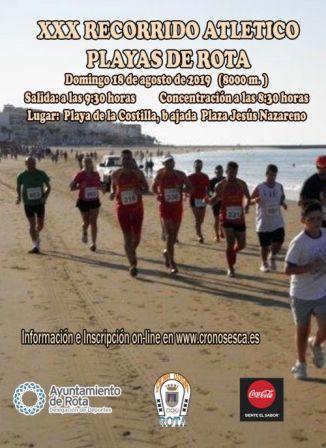 XXX RECORRIDO ATLETICO
PLAYAS DE ROTA
Domingo 18 de agosto de 2019 (8000 m. )
Salida: a las 9:30 horas Concentración a las 8:30 horas
Lugar: Playa de la Costilla, b ajada Plaza Jesús Nazareno
Información e Inscripción on-line en www.cronosesca.es
Ayuntamiento
de Rota
Delegación de Deportes
ROTA
Coca-Cola
SIENTE EL SABOR